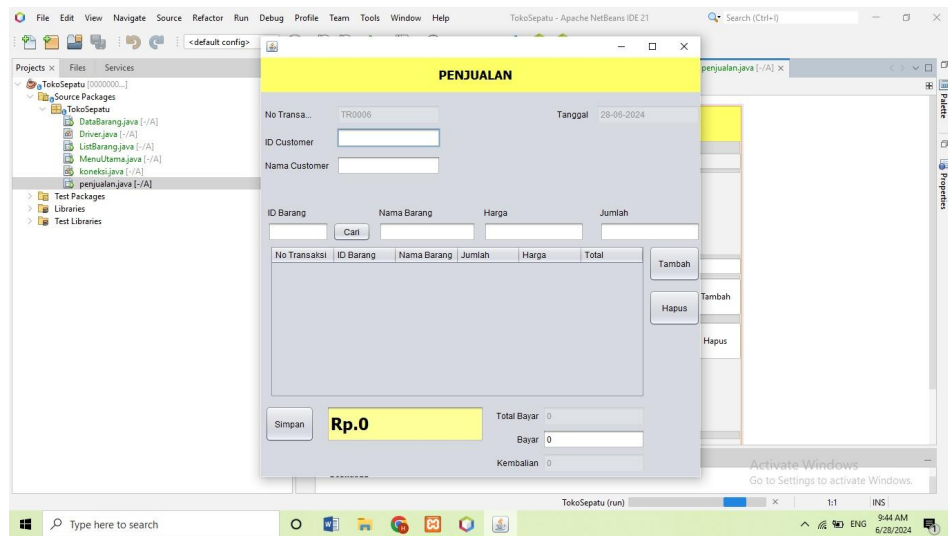 File Edit View Navigate Source Refactor Run Debug Profile Team Tools Window Help TokoSepatu - Apache NetBeans IDE 21 Search (Ctrl+I)
<default config>
Projects Files Services
penjualan.java [-/A]
TokoSepatu [0000000...]
Source Packages
TokoSepatu
DataBarang.java [-/A]
Driver.java [-/A]
ListBarang.java [-/A]
MenuUtama.java [-/A]
koneksi.java [-/A]
penjualan.java [-/A]
Test Packages
Libraries
Test Libraries
PENJUALAN
No Transa... TR0006 Tanggal 28-06-2024
ID Customer
Nama Customer
ID Barang Nama Barang Harga Jumlah
Cari
No Transaksi ID Barang Nama Barang Jumlah Harga Total
Tambah
Hapus
Simpan Rp.0
Total Bayar 0
Bayar 0
Kembalian 0
Tambah
Hapus
Palette
Properties
Activate Windows
Go to Settings to activate Windows.
TokoSepatu (run) 1:1 INS
Type here to search
ENG 9:44 AM
6/28/2024